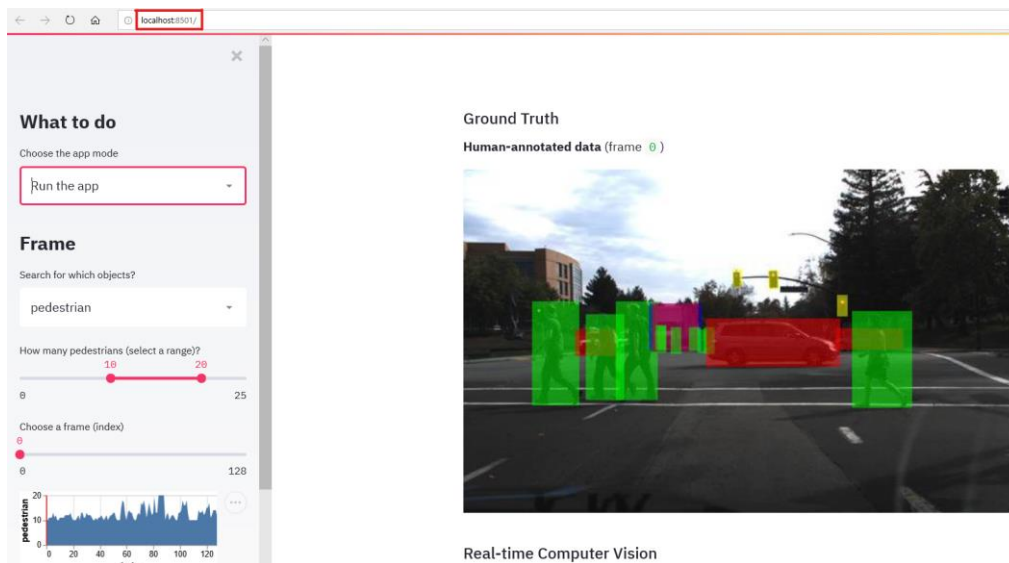 localhost:8501/
What to do
Choose the app mode
Run the app
Frame
Search for which objects?
pedestrian
How many pedestrians (select a range)?
10 20
0 25
Choose a frame (index)
0
0 128
pedestrian
20
10
0
0 20 40 60 80 100 120
Ground Truth
Human-annotated data (frame 0 )
Real-time Computer Vision